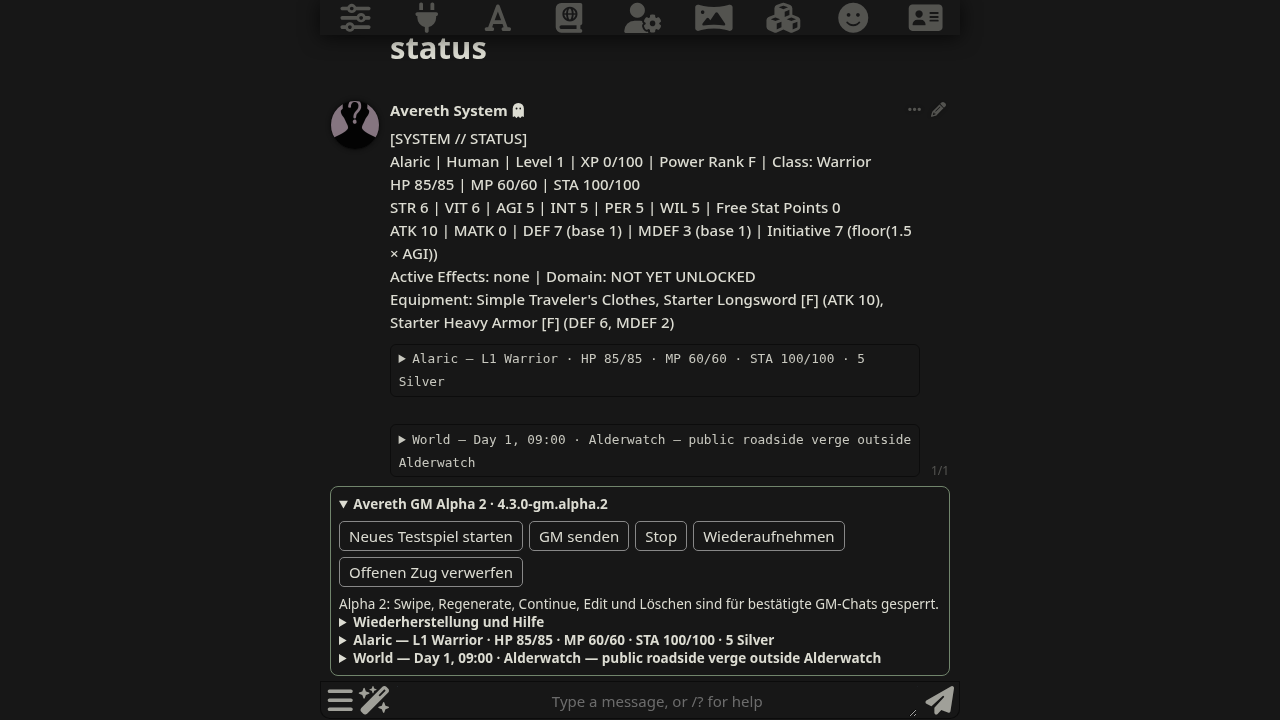 status
Avereth System
[SYSTEM // STATUS]
Alaric | Human | Level 1 | XP 0/100 | Power Rank F | Class: Warrior
HP 85/85 | MP 60/60 | STA 100/100
STR 6 | VIT 6 | AGI 5 | INT 5 | PER 5 | WIL 5 | Free Stat Points 0
ATK 10 | MATK 0 | DEF 7 (base 1) | MDEF 3 (base 1) | Initiative 7 (floor(1.5
× AGI))
Active Effects: none | Domain: NOT YET UNLOCKED
Equipment: Simple Traveler's Clothes, Starter Longsword [F] (ATK 10),
Starter Heavy Armor [F] (DEF 6, MDEF 2)
▶ Alaric — L1 Warrior · HP 85/85 · MP 60/60 · STA 100/100 · 5
Silver
▶ World — Day 1, 09:00 · Alderwatch — public roadside verge outside
Alderwatch
1/1
▼ Avereth GM Alpha 2 · 4.3.0-gm.alpha.2
Neues Testspiel starten GM senden Stop Wiederaufnehmen
Offenen Zug verwerfen
Alpha 2: Swipe, Regenerate, Continue, Edit und Löschen sind für bestätigte GM-Chats gesperrt.
▶ Wiederherstellung und Hilfe
▶ Alaric — L1 Warrior · HP 85/85 · MP 60/60 · STA 100/100 · 5 Silver
▶ World — Day 1, 09:00 · Alderwatch — public roadside verge outside Alderwatch
Type a message, or /? for help